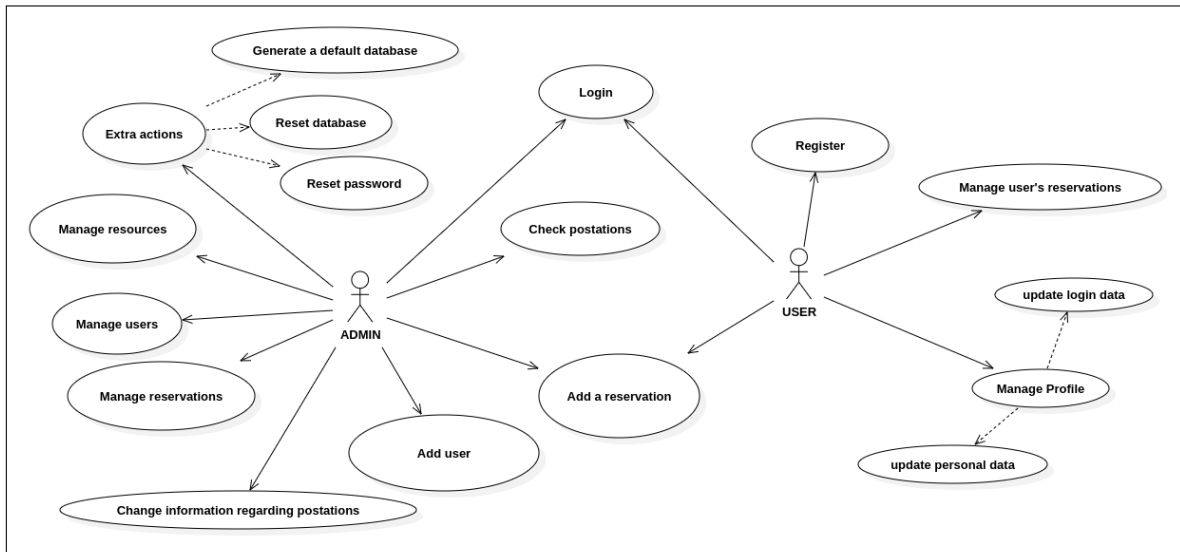 Generate a default database
Login
Extra actions
Reset database
Register
Reset password
Manage user's reservations
Manage resources
Check postations
update login data
USER
Manage users
ADMIN
Manage Profile
Manage reservations
Add a reservation
Add user
update personal data
Change information regarding postations